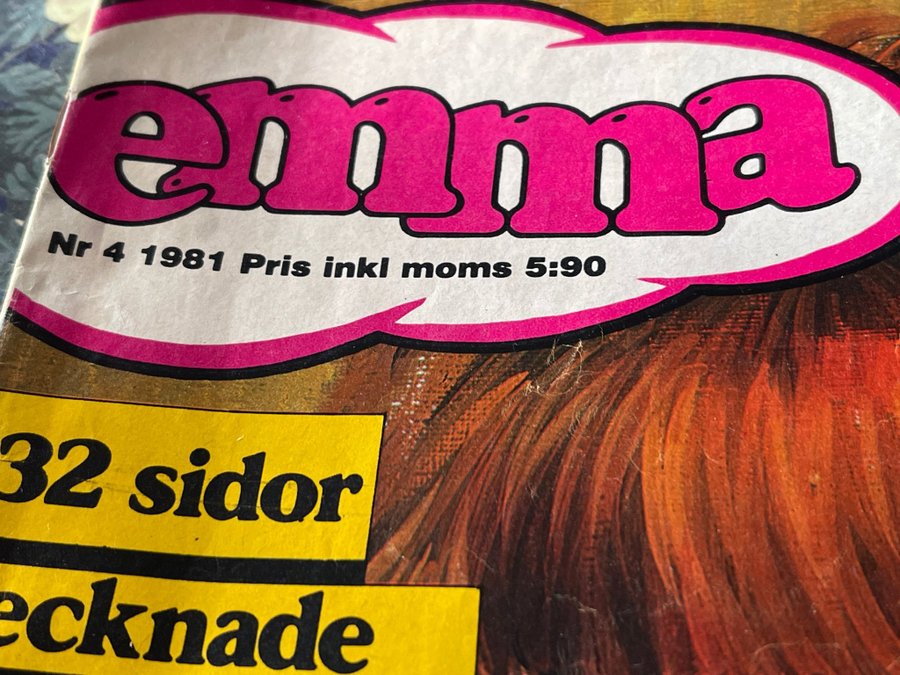 emma
Nr 4 1981 Pris inkl moms 5:90
32 sidor
ecknade